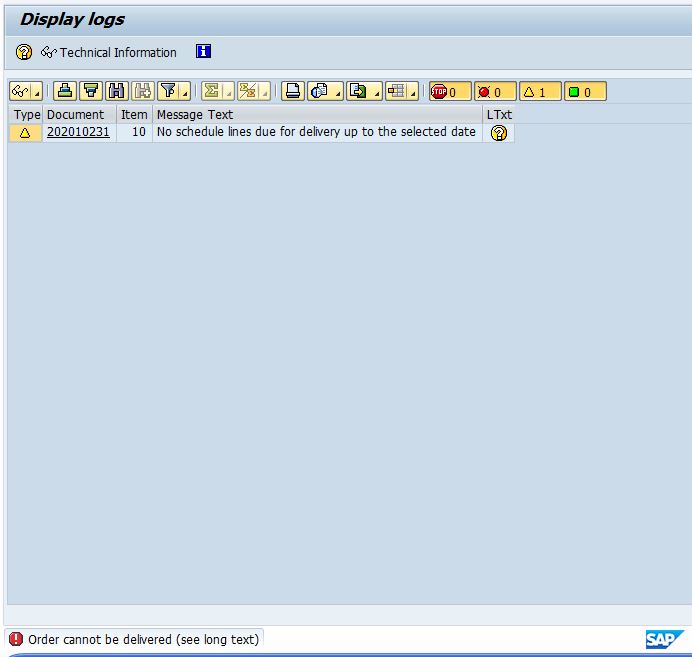 Display logs
Technical Information
STOP 0 0 1 0
Type Document Item Message Text LTxt
202010231 10 No schedule lines due for delivery up to the selected date
Order cannot be delivered (see long text)
SAP